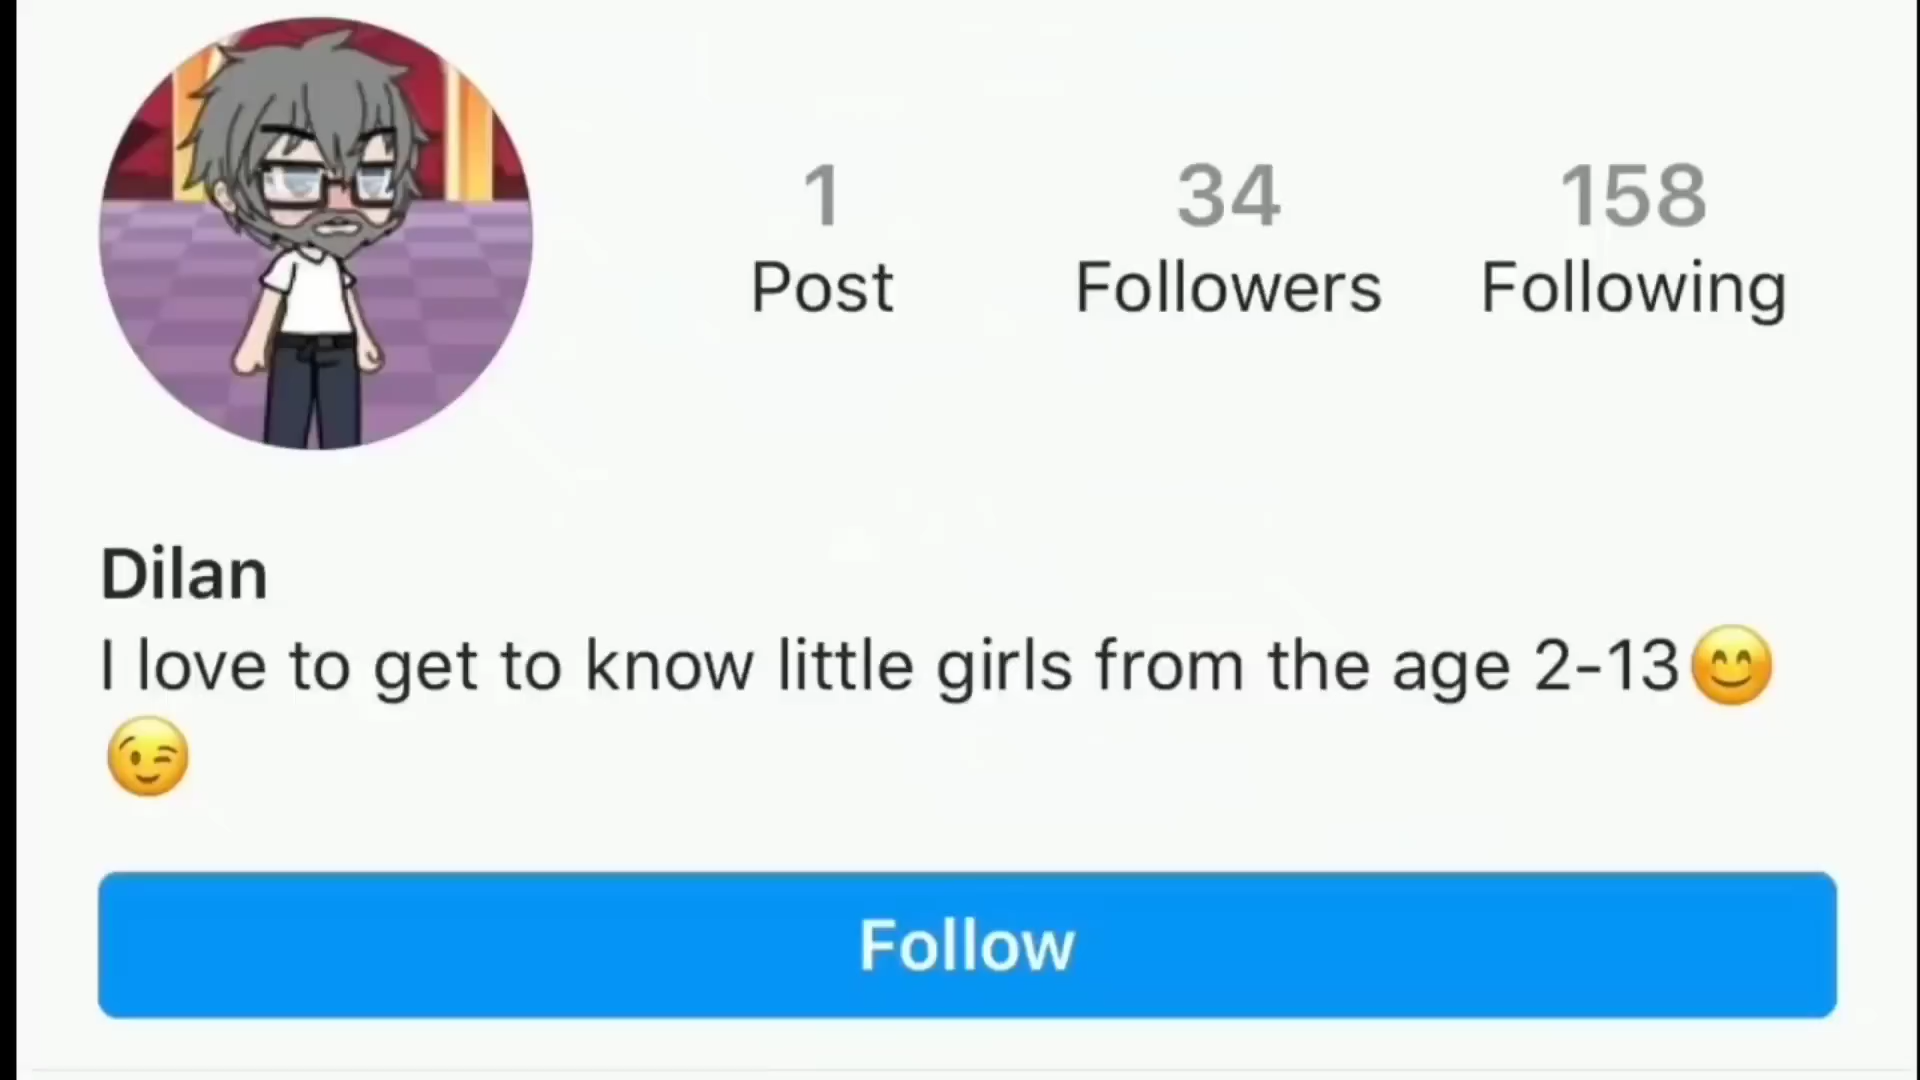 1 34 158
Post Followers Following
Dilan
I love to get to know little girls from the age 2-13😊
😉
Follow